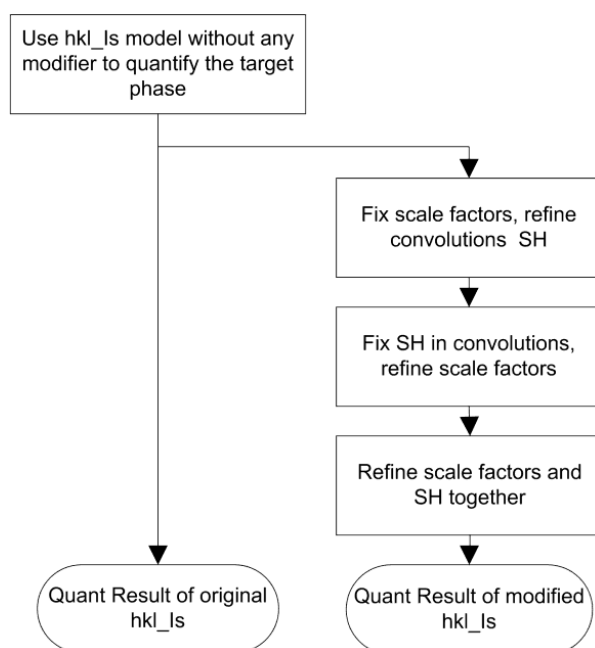 Use hkl_Is model without any
modifier to quantify the target
phase
Fix scale factors, refine
convolutions SH
Fix SH in convolutions,
refine scale factors
Refine scale factors and
SH together
Quant Result of original
hkl_Is
Quant Result of modified
hkl_Is